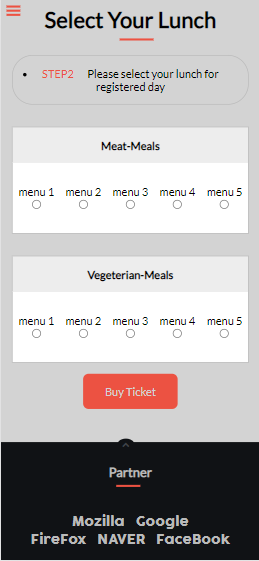 Select Your Lunch
• STEP2 Please select your lunch for
registered day
Meat-Meals
menu 1 menu 2 menu 3 menu 4 menu 5
Vegeterian-Meals
menu 1 menu 2 menu 3 menu 4 menu 5
Buy Ticket
Partner
Mozilla Google
FireFox NAVER FaceBook